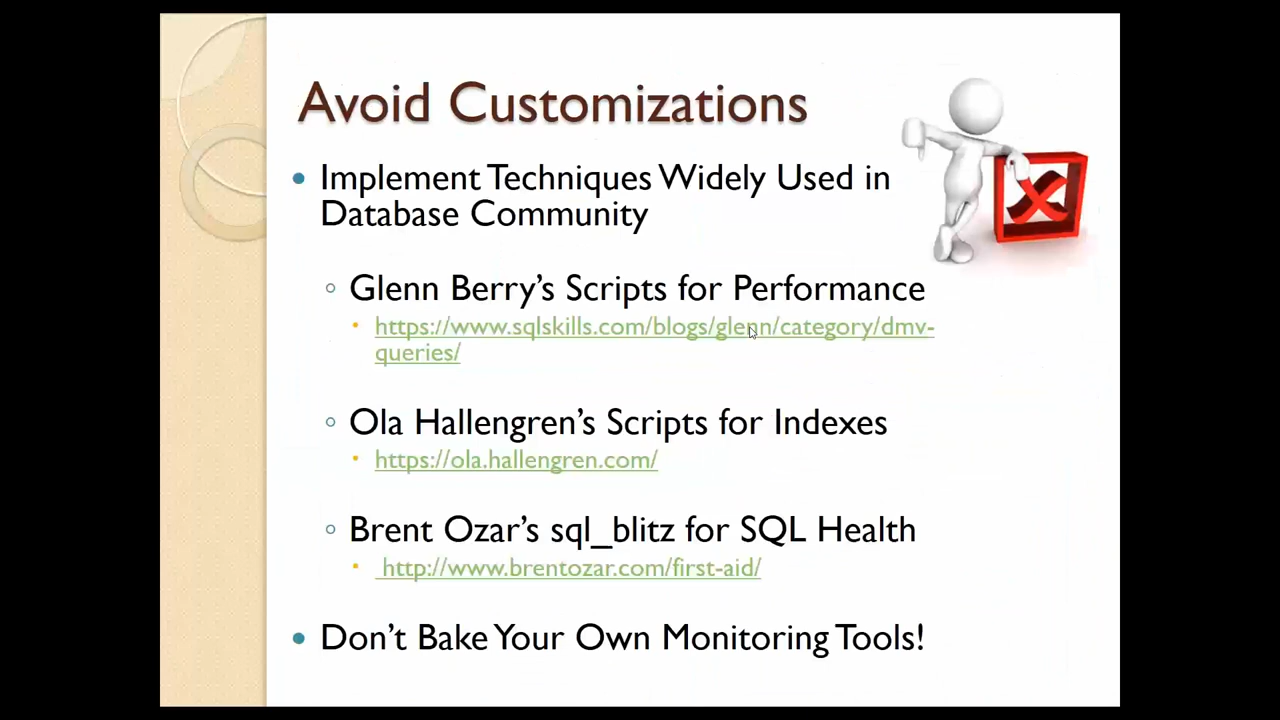 Avoid Customizations
Implement Techniques Widely Used in
Database Community
Glenn Berry’s Scripts for Performance
https://www.sqlskills.com/blogs/glenn/category/dmv-
queries/
Ola Hallengren’s Scripts for Indexes
https://ola.hallengren.com/
Brent Ozar’s sql_blitz for SQL Health
http://www.brentozar.com/first-aid/
Don’t Bake Your Own Monitoring Tools!